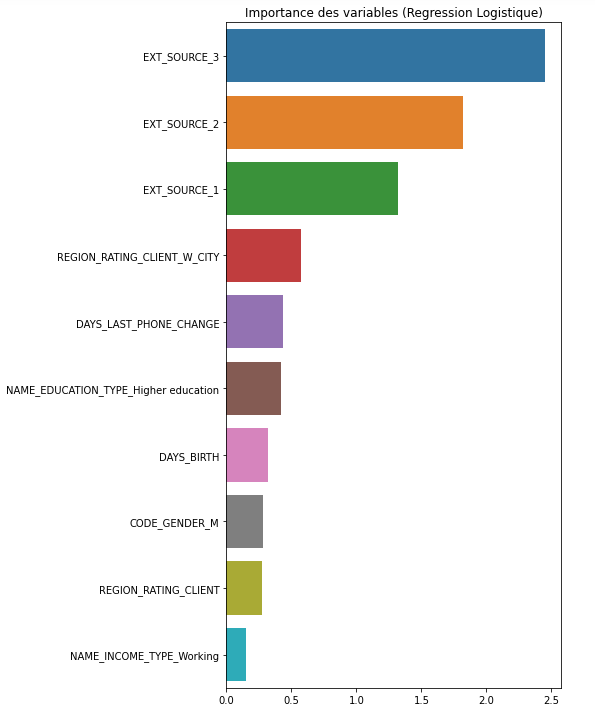 Importance des variables (Regression Logistique)
EXT_SOURCE_3
EXT_SOURCE_2
EXT_SOURCE_1
REGION_RATING_CLIENT_W_CITY
DAYS_LAST_PHONE_CHANGE
NAME_EDUCATION_TYPE_Higher education
DAYS_BIRTH
CODE_GENDER_M
REGION_RATING_CLIENT
NAME_INCOME_TYPE_Working
0.0 0.5 1.0 1.5 2.0 2.5